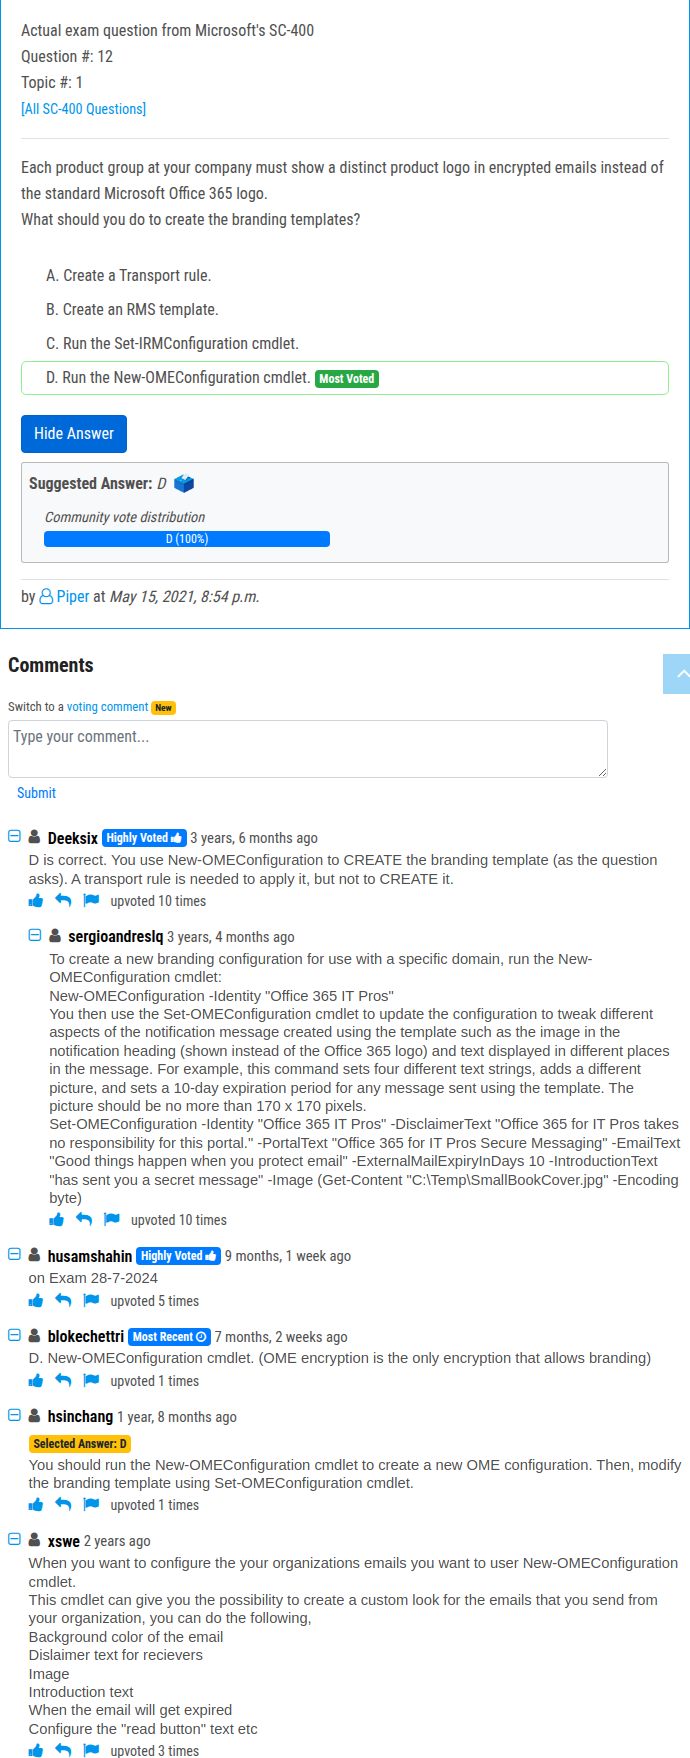 Actual exam question from Microsoft's SC-400
Question #: 12
Topic #: 1
[All SC-400 Questions]
Each product group at your company must show a distinct product logo in encrypted emails instead of
the standard Microsoft Office 365 logo.
What should you do to create the branding templates?
A. Create a Transport rule.
B. Create an RMS template.
C. Run the Set-IRMConfiguration cmdlet.
D. Run the New-OMEConfiguration cmdlet. Most Voted
Hide Answer
Suggested Answer: D
Community vote distribution
D (100%)
by Piper at May 15, 2021, 8:54 p.m.
Comments
Switch to a voting comment New
Type your comment...
Submit
Deeksix Highly Voted 3 years, 6 months ago
D is correct. You use New-OMEConfiguration to CREATE the branding template (as the question
asks). A transport rule is needed to apply it, but not to CREATE it.
upvoted 10 times
sergioandreslq 3 years, 4 months ago
To create a new branding configuration for use with a specific domain, run the New-
OMEConfiguration cmdlet:
New-OMEConfiguration -Identity "Office 365 IT Pros"
You then use the Set-OMEConfiguration cmdlet to update the configuration to tweak different
aspects of the notification message created using the template such as the image in the
notification heading (shown instead of the Office 365 logo) and text displayed in different places
in the message. For example, this command sets four different text strings, adds a different
picture, and sets a 10-day expiration period for any message sent using the template. The
picture should be no more than 170 x 170 pixels.
Set-OMEConfiguration -Identity "Office 365 IT Pros" -DisclaimerText "Office 365 for IT Pros takes
no responsibility for this portal." -PortalText "Office 365 for IT Pros Secure Messaging" -EmailText
"Good things happen when you protect email" -ExternalMailExpiryInDays 10 -IntroductionText
"has sent you a secret message" -Image (Get-Content "C:\Temp\SmallBookCover.jpg" -Encoding
byte)
upvoted 10 times
husamshahin Highly Voted 9 months, 1 week ago
on Exam 28-7-2024
upvoted 5 times
blokechettri Most Recent 7 months, 2 weeks ago
D. New-OMEConfiguration cmdlet. (OME encryption is the only encryption that allows branding)
upvoted 1 times
hsinchang 1 year, 8 months ago
Selected Answer: D
You should run the New-OMEConfiguration cmdlet to create a new OME configuration. Then, modify
the branding template using Set-OMEConfiguration cmdlet.
upvoted 1 times
xswe 2 years ago
When you want to configure the your organizations emails you want to user New-OMEConfiguration
cmdlet.
This cmdlet can give you the possibility to create a custom look for the emails that you send from
your organization, you can do the following,
Background color of the email
Dislaimer text for recievers
Image
Introduction text
When the email will get expired
Configure the "read button" text etc
upvoted 3 times